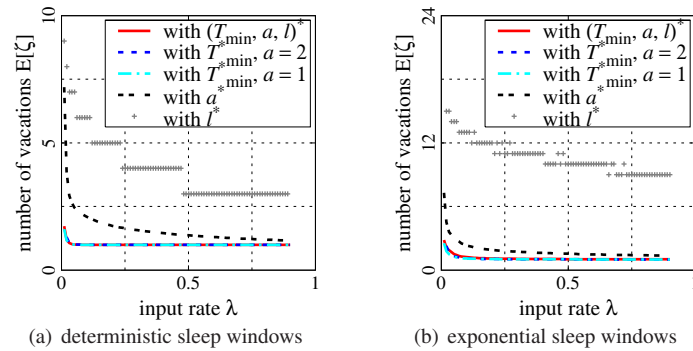 number of vacations E[ζ]
10
5
0
with (T_min, a, l)*
with T*_min, a = 2
with T*_min, a = 1
with a*
with l*
0 0.5 1
input rate λ
(a) deterministic sleep windows
number of vacations E[ζ]
24
12
0
with (T_min, a, l)*
with T*_min, a = 2
with T*_min, a = 1
with a*
with l*
0 0.5 1
input rate λ
(b) exponential sleep windows